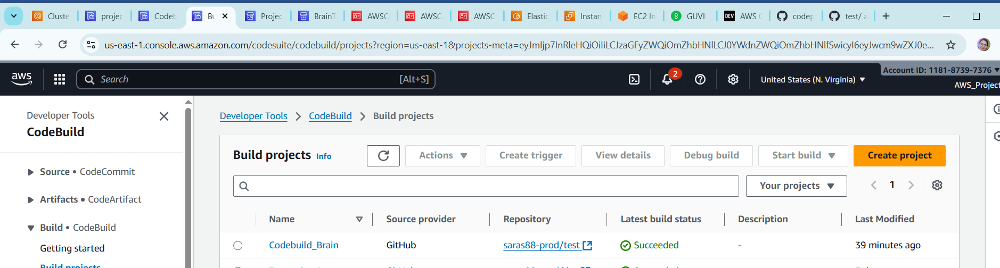 Cluste
projec
Codeb
Bu
Projec
BrainT
AWSC
AWSC
AWSC
Elastic
Instan
EC2 In
GUVI
DEV
AWS C
codep
test/ a
us-east-1.console.aws.amazon.com/codesuite/codebuild/projects?region=us-east-1&projects-meta=eyJmIjp7InRleHQiOiIiLCJzaGFyZWQiOmZhbHNlLCJ0YWdnZWQiOmZhbHNlfSwicyI6eyJwcm9wZXJ0e...
aws
Search
[Alt+S]
2
United States (N. Virginia)
Account ID: 1181-8739-7376
AWS_Project
Developer Tools
CodeBuild
Source • CodeCommit
Artifacts • CodeArtifact
Build • CodeBuild
Getting started
Build projects
Developer Tools > CodeBuild > Build projects
Build projects Info
Actions
Create trigger
View details
Debug build
Start build
Create project
Your projects
1
Name
Source provider
Repository
Latest build status
Description
Last Modified
Codebuild_Brain
GitHub
saras88-prod/test
Succeeded
-
39 minutes ago